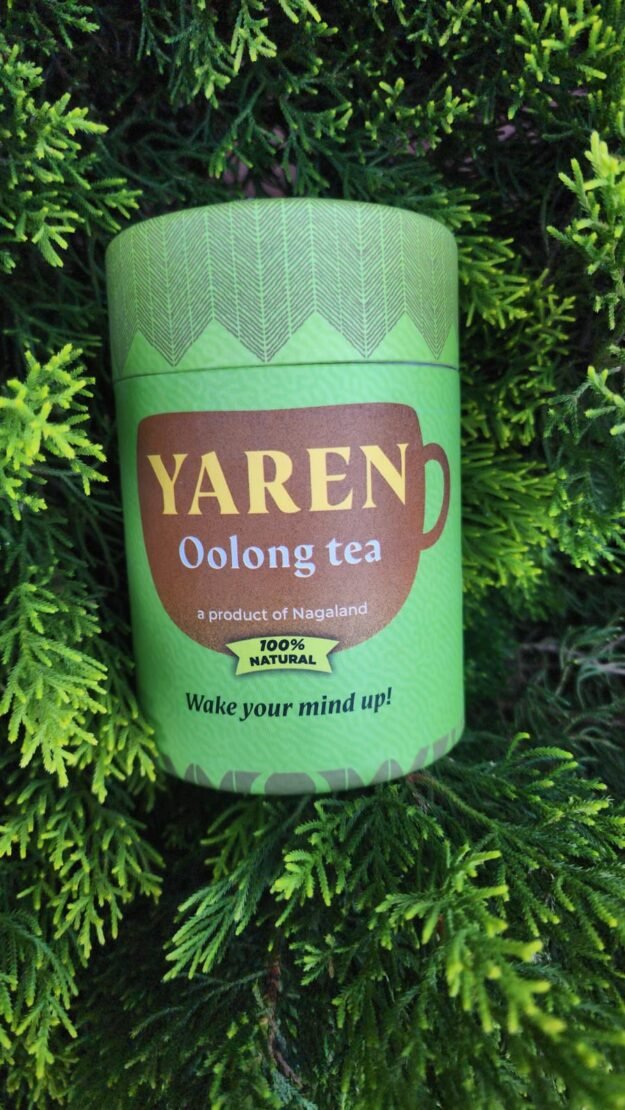 YAREN
Oolong tea
a product of Nagaland
100%
NATURAL
Wake your mind up!